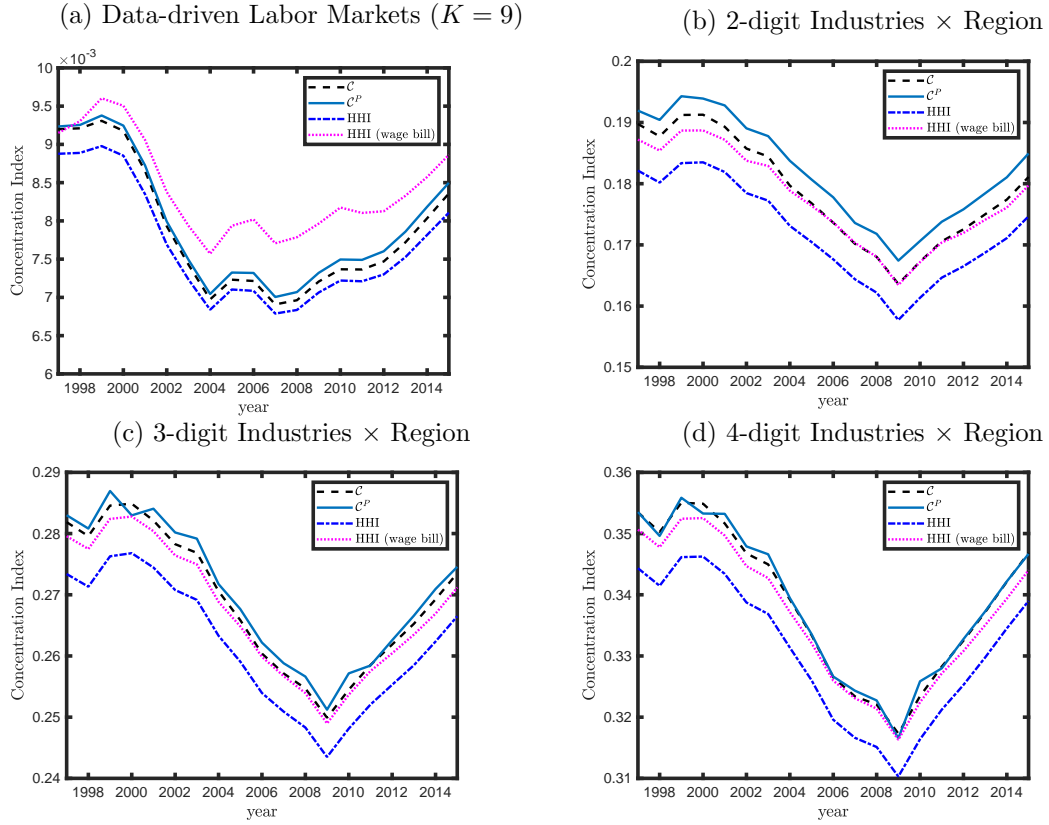 (a) Data-driven Labor Markets (K = 9)
×10⁻³
10
9.5
9
8.5
8
7.5
7
6.5
6
Concentration Index
C
C^P
HHI
HHI (wage bill)
1998 2000 2002 2004 2006 2008 2010 2012 2014
year
(b) 2-digit Industries × Region
0.2
0.19
0.18
0.17
0.16
0.15
Concentration Index
C
C^P
HHI
HHI (wage bill)
1998 2000 2002 2004 2006 2008 2010 2012 2014
year
(c) 3-digit Industries × Region
0.29
0.28
0.27
0.26
0.25
0.24
Concentration Index
C
C^P
HHI
HHI (wage bill)
1998 2000 2002 2004 2006 2008 2010 2012 2014
year
(d) 4-digit Industries × Region
0.36
0.35
0.34
0.33
0.32
0.31
Concentration Index
C
C^P
HHI
HHI (wage bill)
1998 2000 2002 2004 2006 2008 2010 2012 2014
year